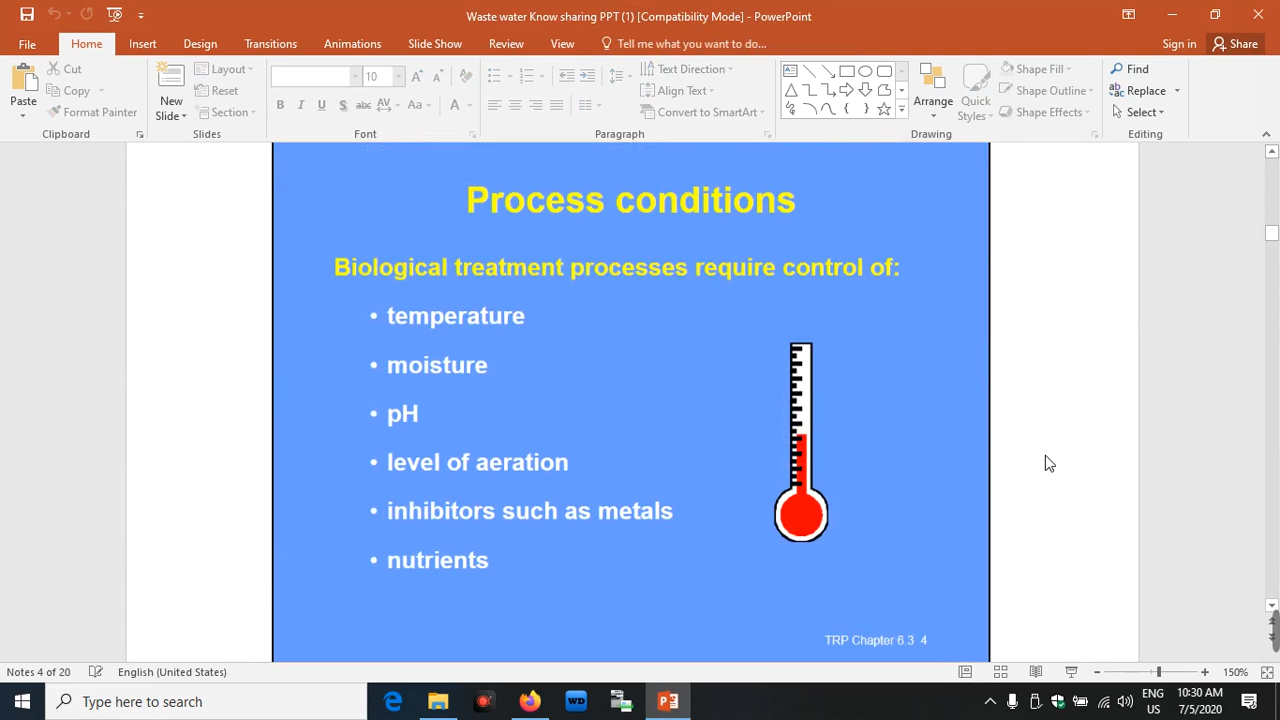 Waste water Know sharing PPT (1) [Compatibility Mode] - PowerPoint
File Home Insert Design Transitions Animations Slide Show Review View Tell me what you want to do... Sign in Share
Paste
Cut
Copy
Format Painter
Clipboard
New
Slide
Layout
Reset
Section
Slides
10
B I U S abc AV Aa A
Font
Text Direction
Align Text
Convert to SmartArt
Paragraph
Arrange
Quick
Styles
Shape Fill
Shape Outline
Shape Effects
Drawing
Find
Replace
Select
Editing
Process conditions
Biological treatment processes require control of:
• temperature
• moisture
• pH
• level of aeration
• inhibitors such as metals
• nutrients
TRP Chapter 6.3 4
Notes 4 of 20 English (United States) 150%
Type here to search
WD
ENG
US
10:30 AM
7/5/2020